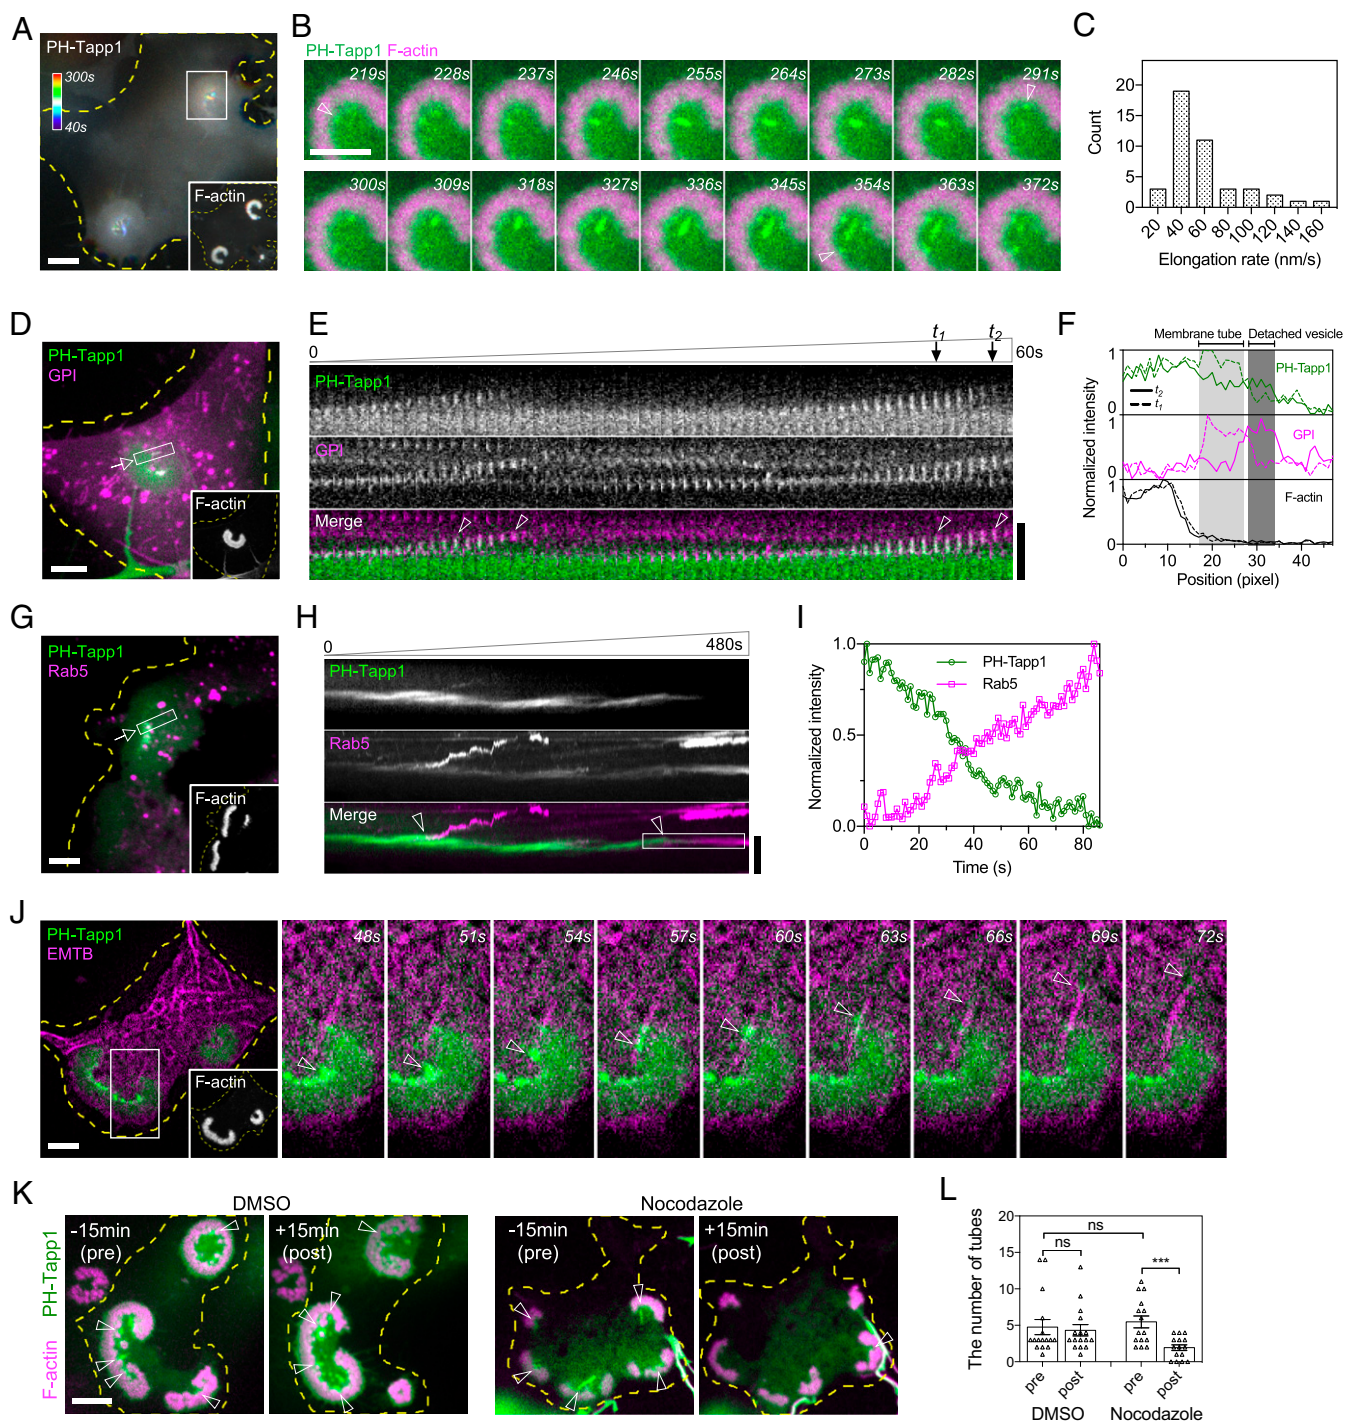 A
PH-Tapp1
300s
40s
F-actin
B
PH-Tapp1 F-actin
219s 228s 237s 246s 255s 264s 273s 282s 291s
300s 309s 318s 327s 336s 345s 354s 363s 372s
C
Count
20
15
10
5
0
20 40 60 80 100 120 140 160
Elongation rate (nm/s)
D
PH-Tapp1
GPI
F-actin
E
t1 t2
0 60s
PH-Tapp1
GPI
Merge
F
Membrane tube Detached vesicle
Normalized intensity
1
PH-Tapp1
t2
t1
0
1
GPI
0
1
F-actin
0
0 10 20 30 40
Position (pixel)
G
PH-Tapp1
Rab5
F-actin
H
0 480s
PH-Tapp1
Rab5
Merge
I
Normalized intensity
1.0
0.5
0.0
PH-Tapp1
Rab5
0 20 40 60 80
Time (s)
J
PH-Tapp1
EMTB
F-actin
48s 51s 54s 57s 60s 63s 66s 69s 72s
K
DMSO Nocodazole
F-actin PH-Tapp1
-15min
(pre)
+15min
(post)
-15min
(pre)
+15min
(post)
L
The number of tubes
20
15
10
5
0
ns
ns
***
pre post pre post
DMSO Nocodazole